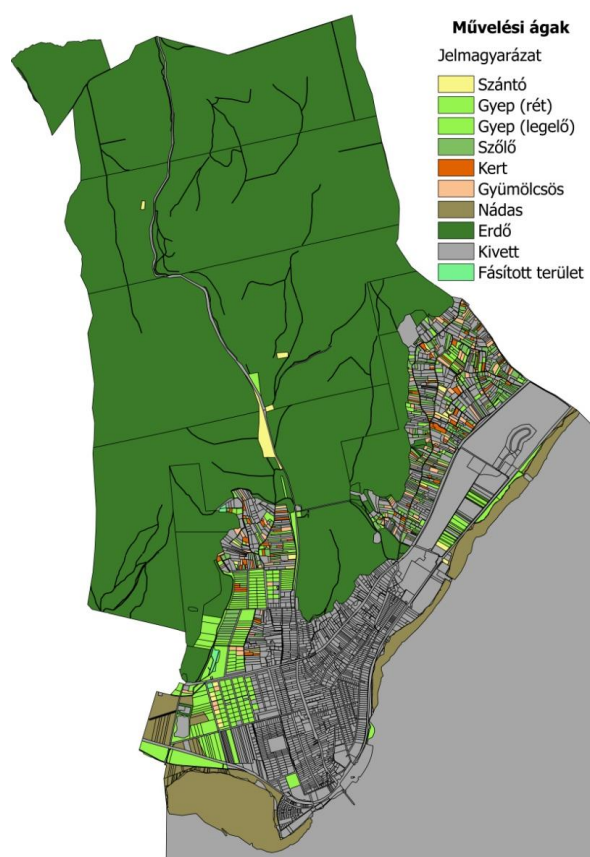 Művelési ágak
Jelmagyarázat
Szántó
Gyep (rét)
Gyep (legelő)
Szőlő
Kert
Gyümölcsös
Nádas
Erdő
Kivett
Fásított terület